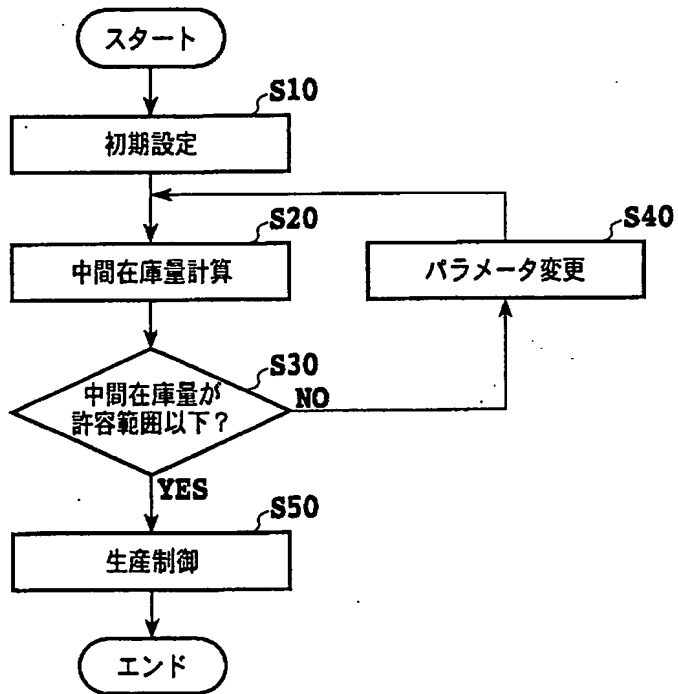 スタート
S10
初期設定
S20
中間在庫量計算
S40
パラメータ変更
S30
中間在庫量が
許容範囲以下？
NO
YES
S50
生産制御
エンド